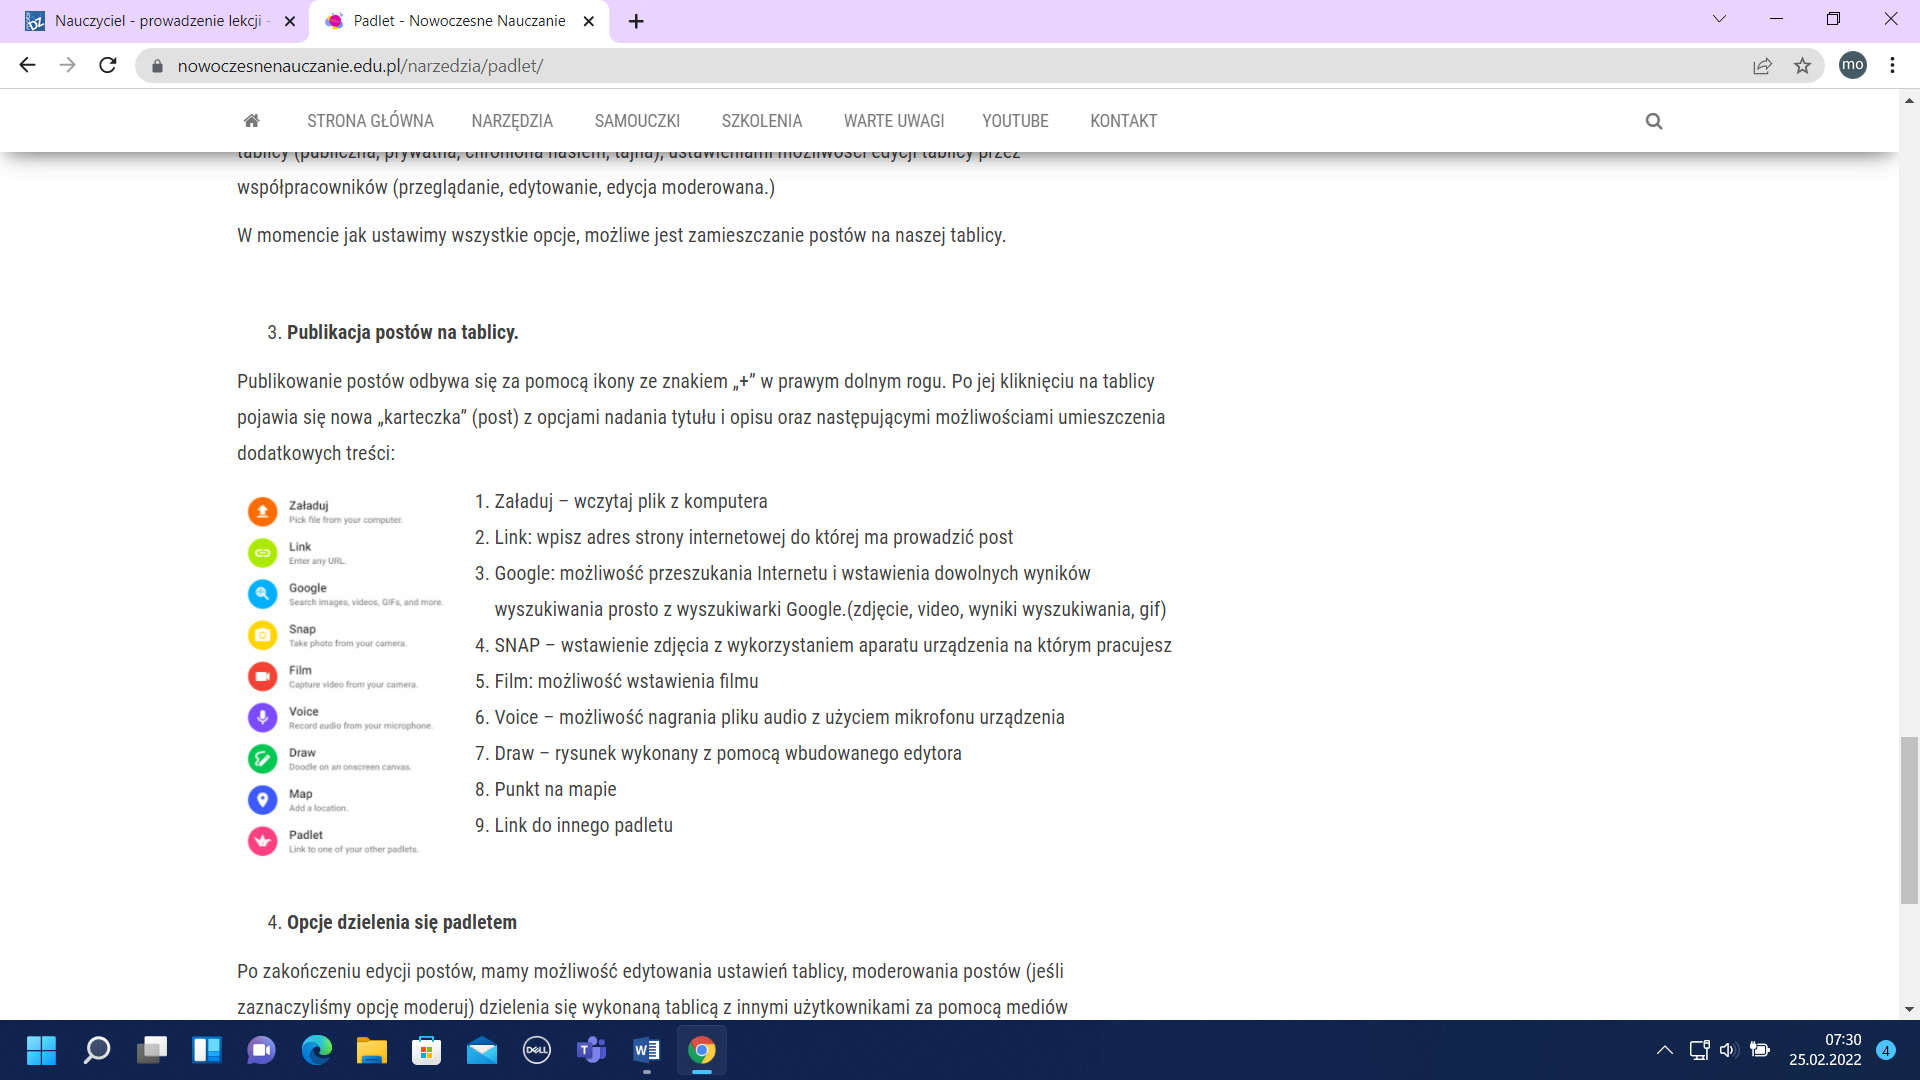 Nauczyciel - prowadzenie lekcji -
Padlet - Nowoczesne Nauczanie
nowoczesnenauczanie.edu.pl/narzedzia/padlet/
mo
STRONA GŁÓWNA NARZĘDZIA SAMOUCZKI SZKOLENIA WARTE UWAGI YOUTUBE KONTAKT
tablicy (publiczna, prywatna, chroniona hasłem, tajna), ustawieniami możliwości edycji tablicy przez
współpracowników (przeglądanie, edytowanie, edycja moderowana.)
W momencie jak ustawimy wszystkie opcje, możliwe jest zamieszczanie postów na naszej tablicy.
3. Publikacja postów na tablicy.
Publikowanie postów odbywa się za pomocą ikony ze znakiem „+” w prawym dolnym rogu. Po jej kliknięciu na tablicy
pojawia się nowa „karteczka” (post) z opcjami nadania tytułu i opisu oraz następującymi możliwościami umieszczenia
dodatkowych treści:
Załaduj
Pick file from your computer.
Link
Enter any URL.
Google
Search images, videos, GIFs, and more.
Snap
Take photo from your camera.
Film
Capture video from your camera.
Voice
Record audio from your microphone.
Draw
Doodle on an onscreen canvas.
Map
Add a location.
Padlet
Link to one of your other padlets.
1. Załaduj – wczytaj plik z komputera
2. Link: wpisz adres strony internetowej do której ma prowadzić post
3. Google: możliwość przeszukania Internetu i wstawienia dowolnych wyników
wyszukiwania prosto z wyszukiwarki Google.(zdjęcie, video, wyniki wyszukiwania, gif)
4. SNAP – wstawienie zdjęcia z wykorzystaniem aparatu urządzenia na którym pracujesz
5. Film: możliwość wstawienia filmu
6. Voice – możliwość nagrania pliku audio z użyciem mikrofonu urządzenia
7. Draw – rysunek wykonany z pomocą wbudowanego edytora
8. Punkt na mapie
9. Link do innego padletu
4. Opcje dzielenia się padletem
Po zakończeniu edycji postów, mamy możliwość edytowania ustawień tablicy, moderowania postów (jeśli
zaznaczyliśmy opcję moderuj) dzielenia się wykonaną tablicą z innymi użytkownikami za pomocą mediów
DELL
07:30
25.02.2022
4